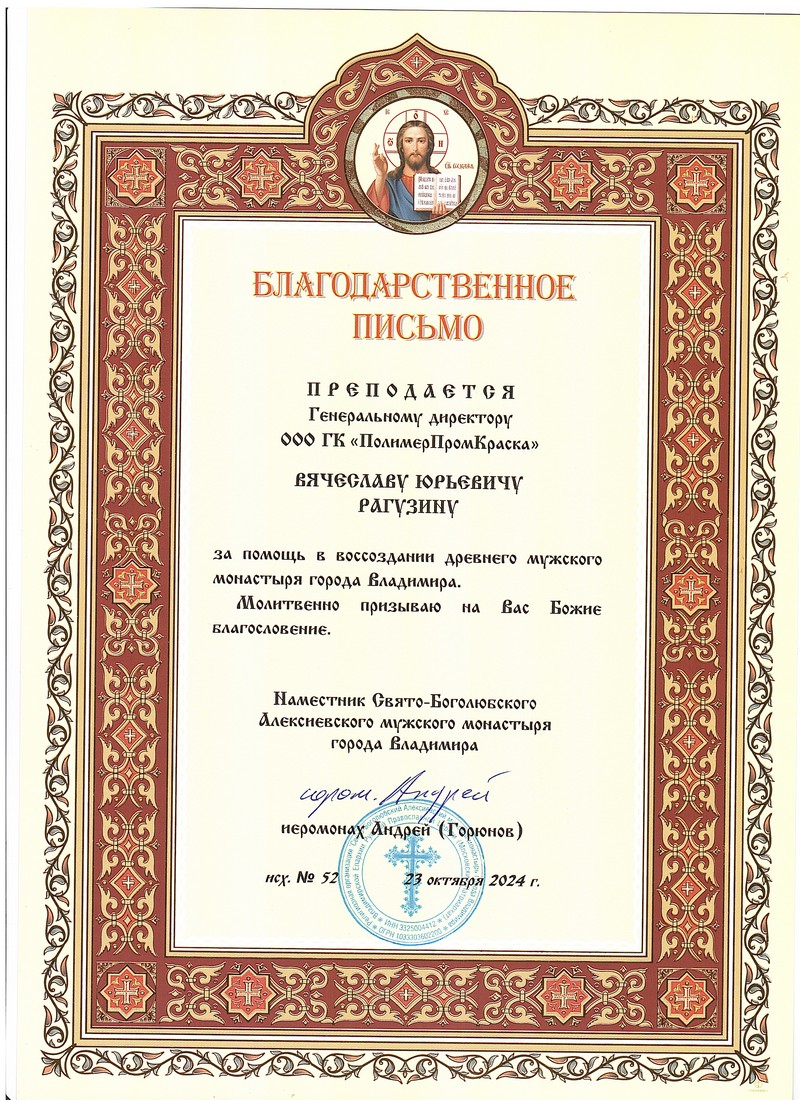 БЛАГОДАРСТВЕННОЕ
ПИСЬМО
ПРЕПОДАЕТСЯ
Генеральному директору
ООО ГК «ПолимерПромКраска»
ВЯЧЕСЛАВУ ЮРЬЕВИЧУ
РАГУЗИНУ
за помощь в воссоздании древнего мужского
монастыря города Владимира.
Молитвенно призываю на Вас Божие
благословение.
Наместник Свято-Боголюбского
Алексиевского мужского монастыря
города Владимира
иером. Андрей
иеромонах Андрей (Горюнов)
исх. № 52 23 октября 2024 г.